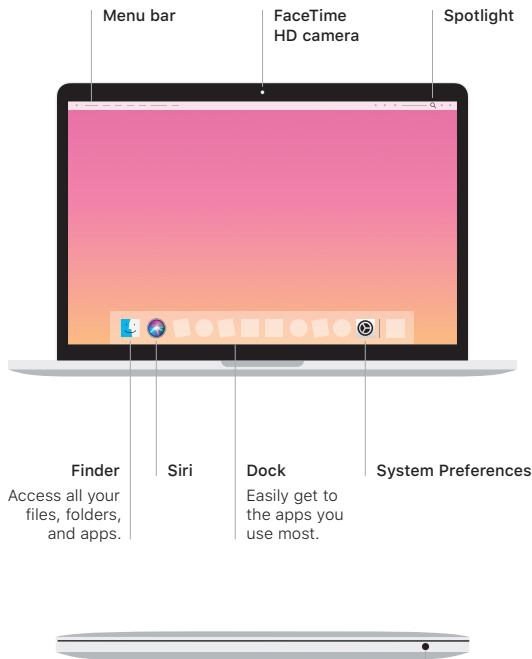 Menu bar
FaceTime
HD camera
Spotlight
Finder
Access all your
files, folders,
and apps.
Siri
Dock
Easily get to
the apps you
use most.
System Preferences